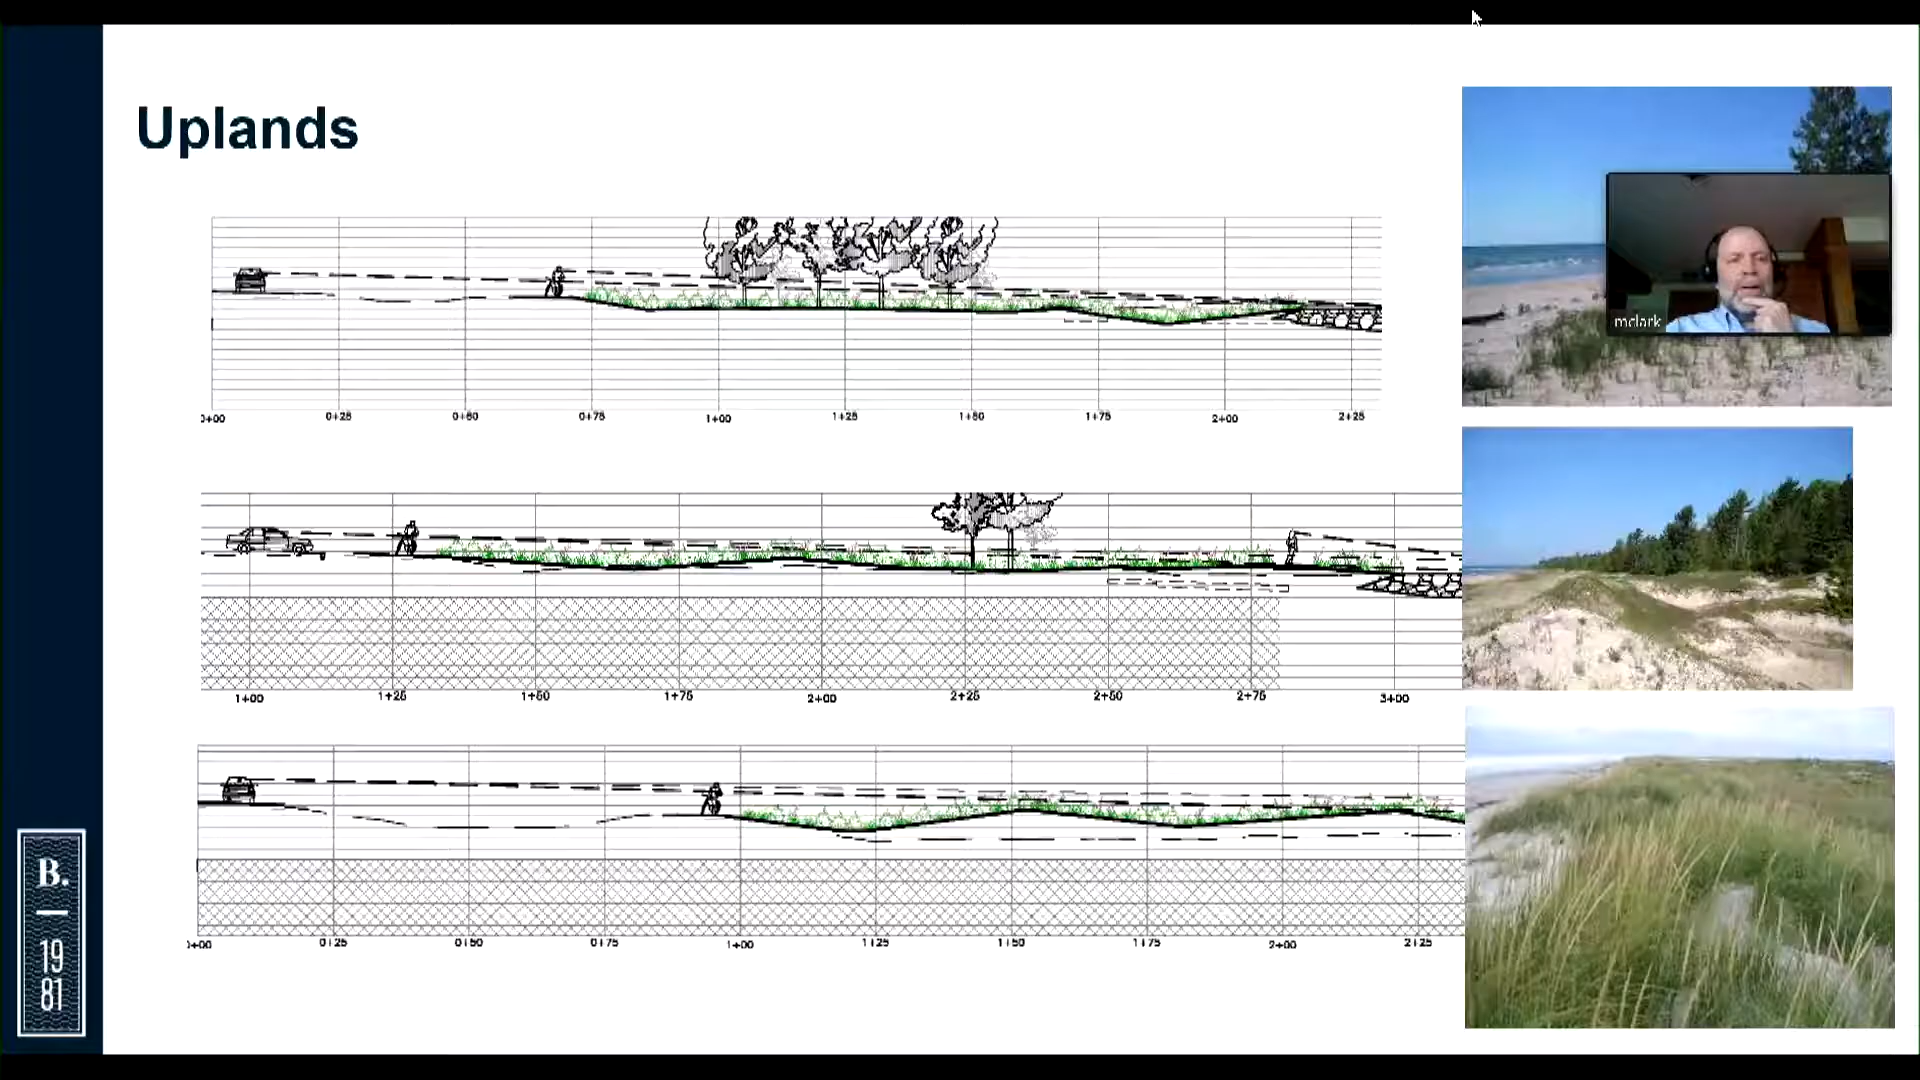 Uplands
mclark
0+00 0+25 0+50 0+75 1+00 1+25 1+50 1+75 2+00 2+25
1+00 1+25 1+50 1+75 2+00 2+25 2+50 2+75 3+00
0+00 0+25 0+50 0+75 1+00 1+25 1+50 1+75 2+00 2+25
B.
19
81